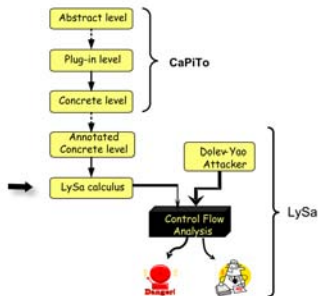 Abstract level
Plug-in level
CaPiTo
Concrete level
Annotated
Concrete level
Dolev-Yao
Attacker
LySa calculus
LySa
Control Flow
Analysis
Danger!